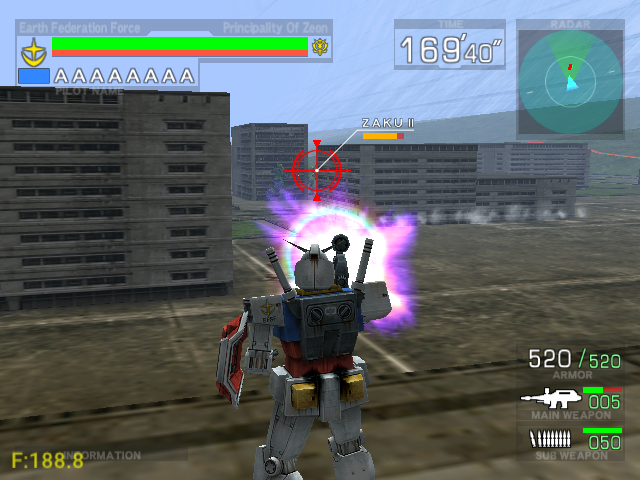 Earth Federation Force
Principality Of Zeon
TIME
RADAR
169'40"
AAAAAAAA
PILOT NAME
ZAKU II
520/520
ARMOR
005
MAIN WEAPON
050
SUB WEAPON
INFORMATION
F:188.8